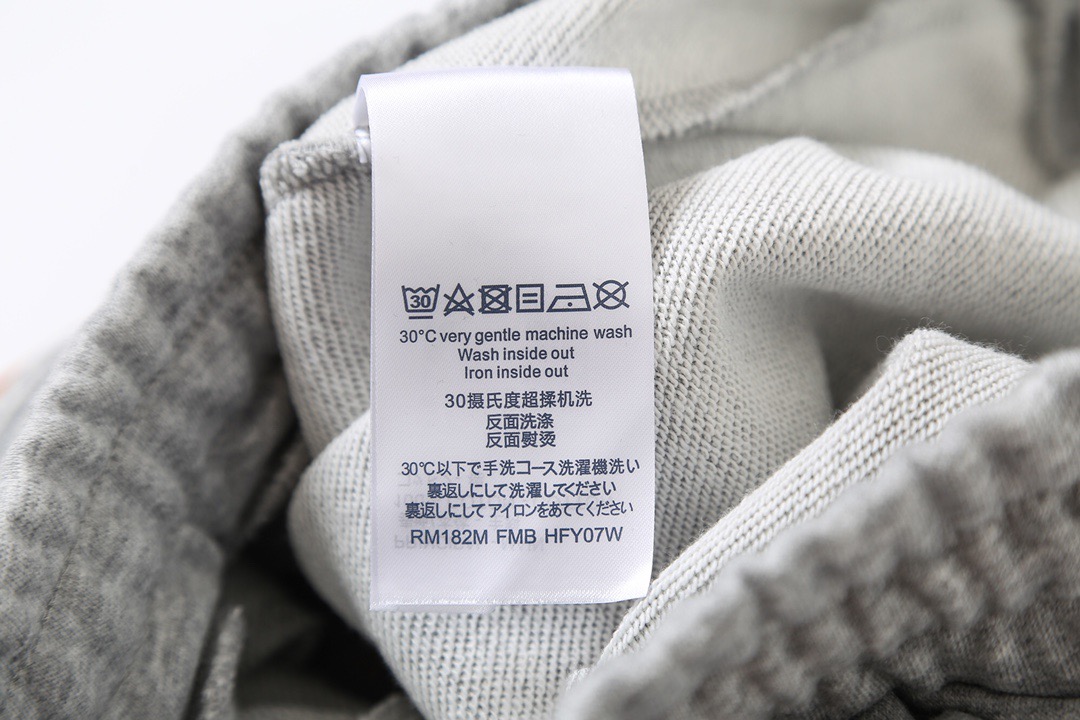 30
30°C very gentle machine wash
Wash inside out
Iron inside out
30摄氏度超揉机洗
反面洗涤
反面熨烫
30℃以下で手洗コース洗濯機洗い
裏返しにして洗濯してください
裏返しにしてアイロンをあててください
RM182M FMB HFY07W